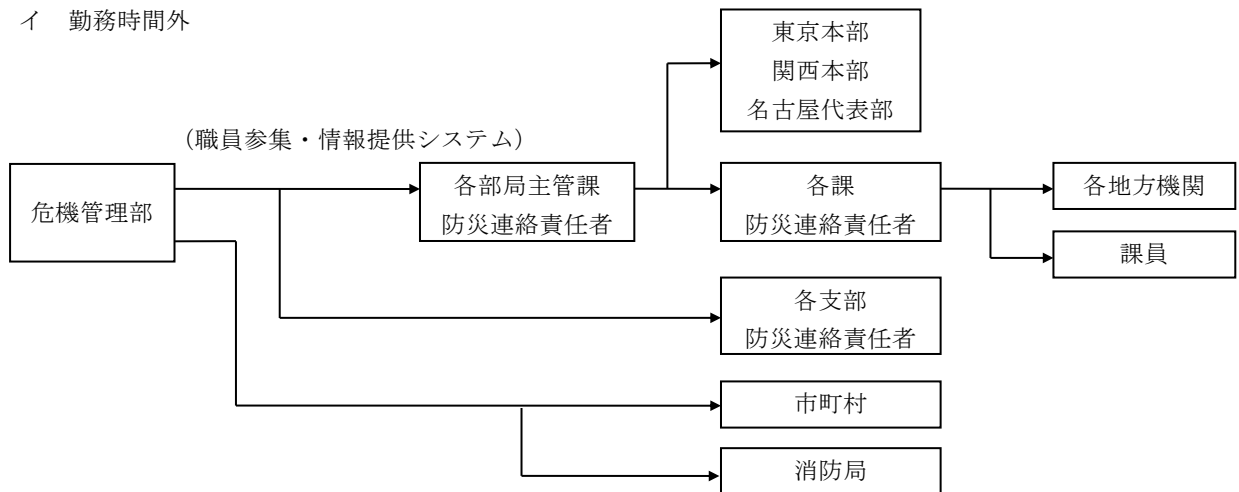 イ　勤務時間外
東京本部
関西本部
名古屋代表部
（職員参集・情報提供システム）
危機管理部
各部局主管課
防災連絡責任者
各課
防災連絡責任者
各地方機関
課員
各支部
防災連絡責任者
市町村
消防局